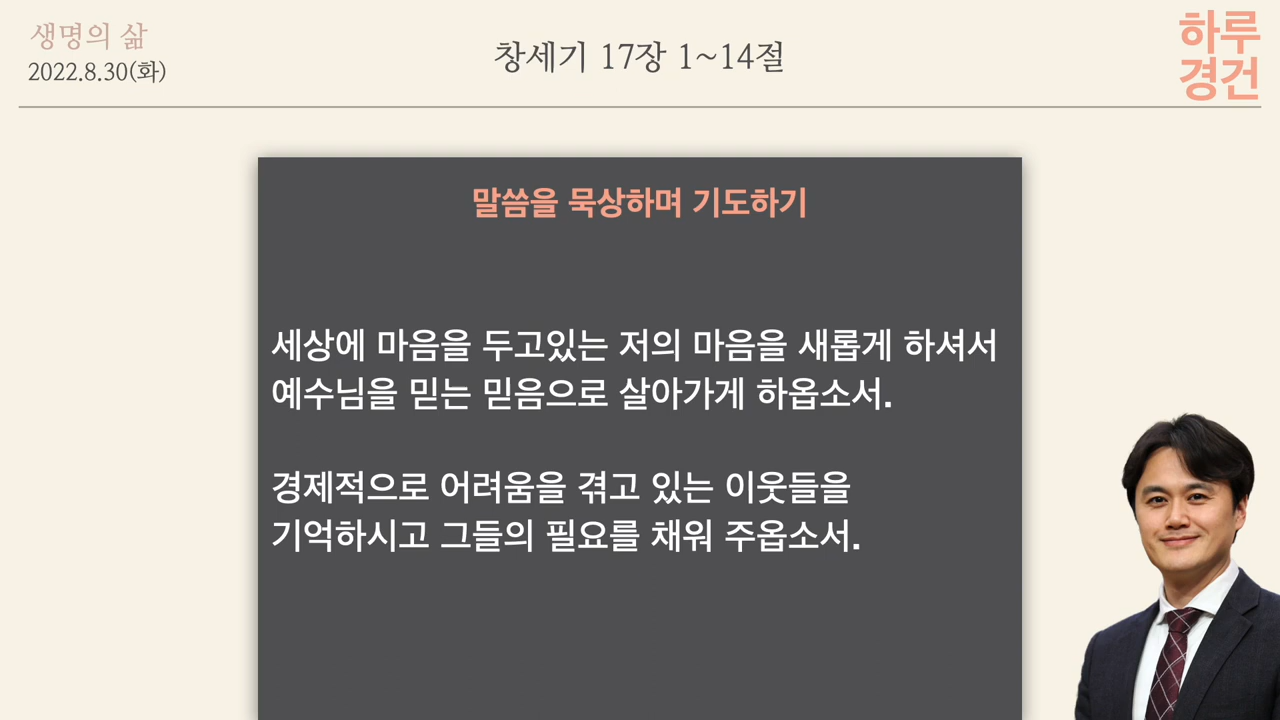 생명의 삶
2022.8.30(화)
창세기 17장 1~14절
하루
경건
말씀을 묵상하며 기도하기
세상에 마음을 두고있는 저의 마음을 새롭게 하셔서
예수님을 믿는 믿음으로 살아가게 하옵소서.
경제적으로 어려움을 겪고 있는 이웃들을
기억하시고 그들의 필요를 채워 주옵소서.